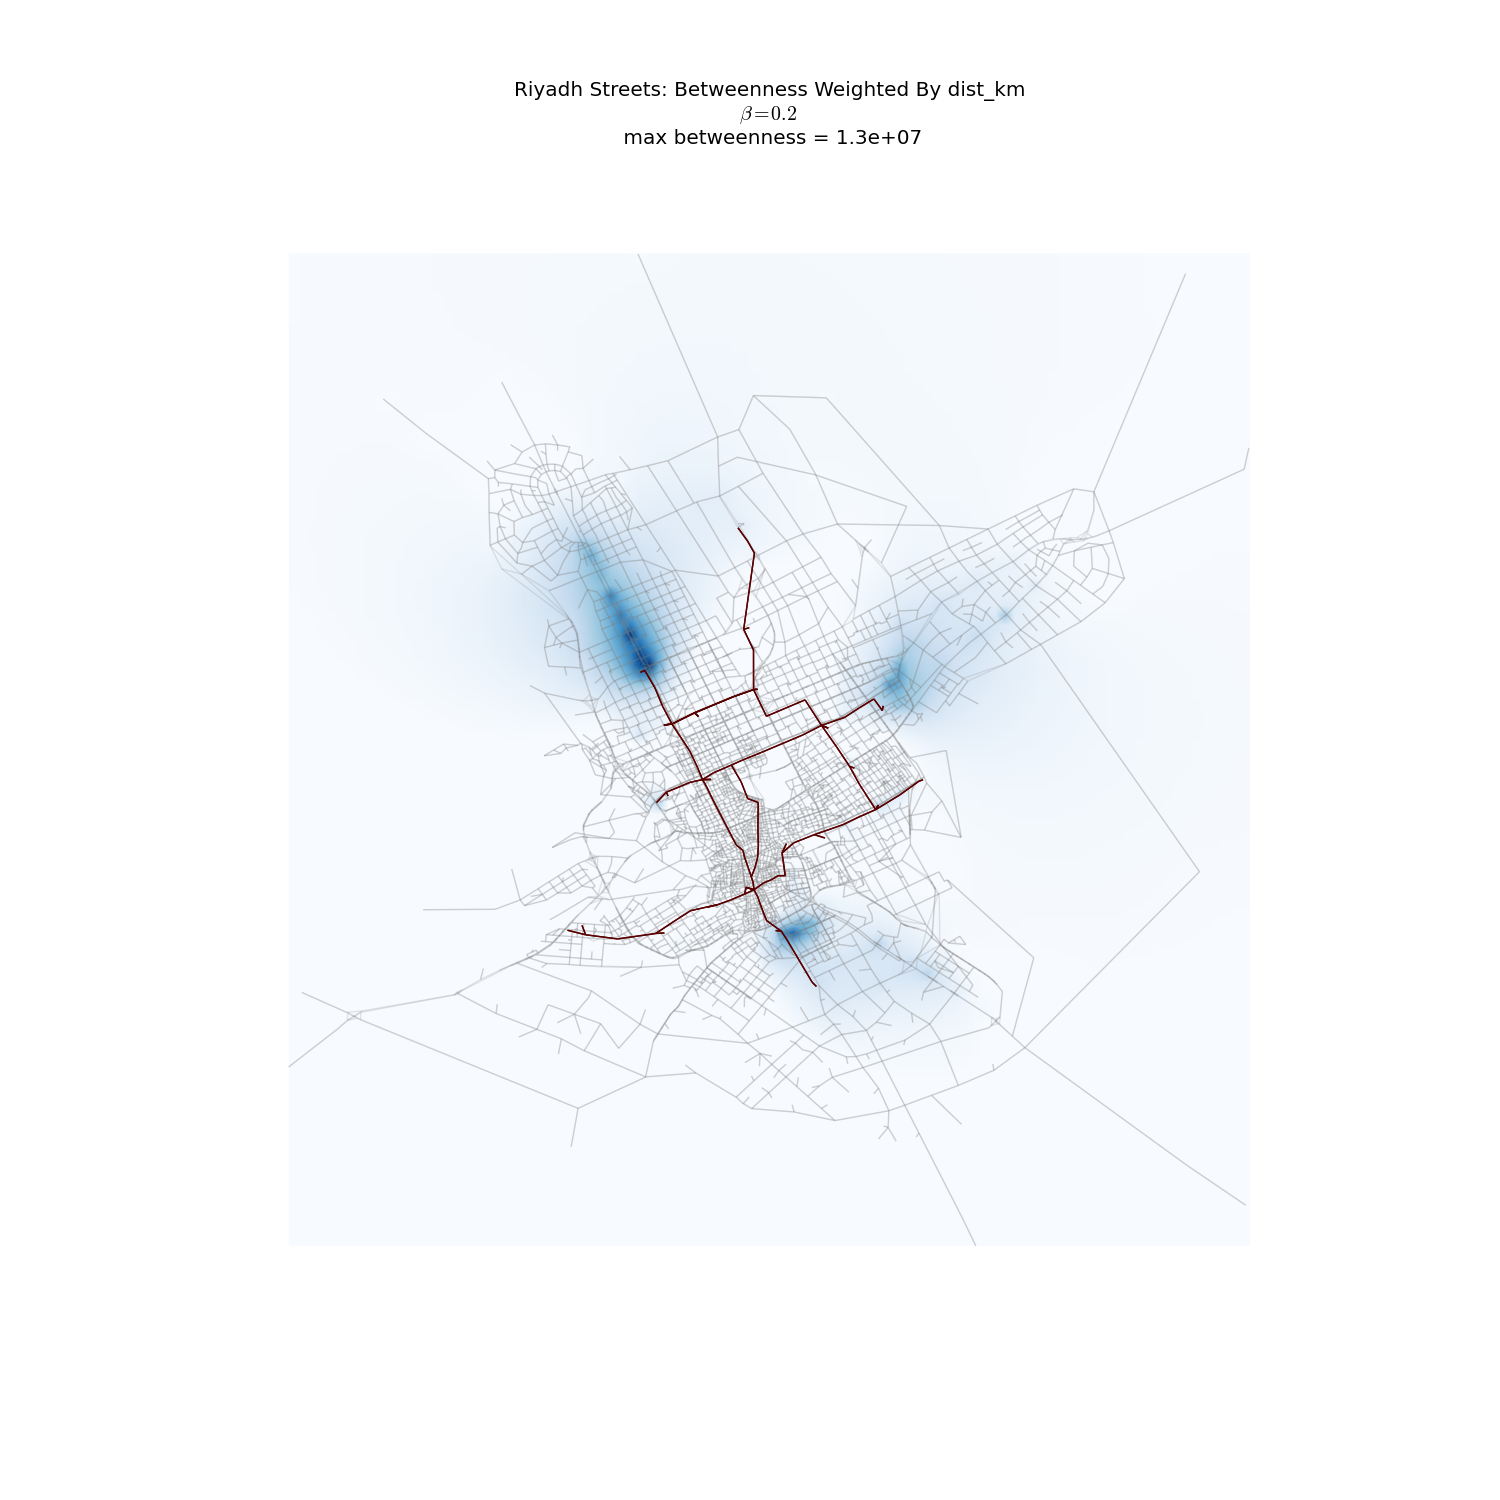 Riyadh Streets: Betweenness Weighted By dist_km
β=0.2
max betweenness = 1.3e+07